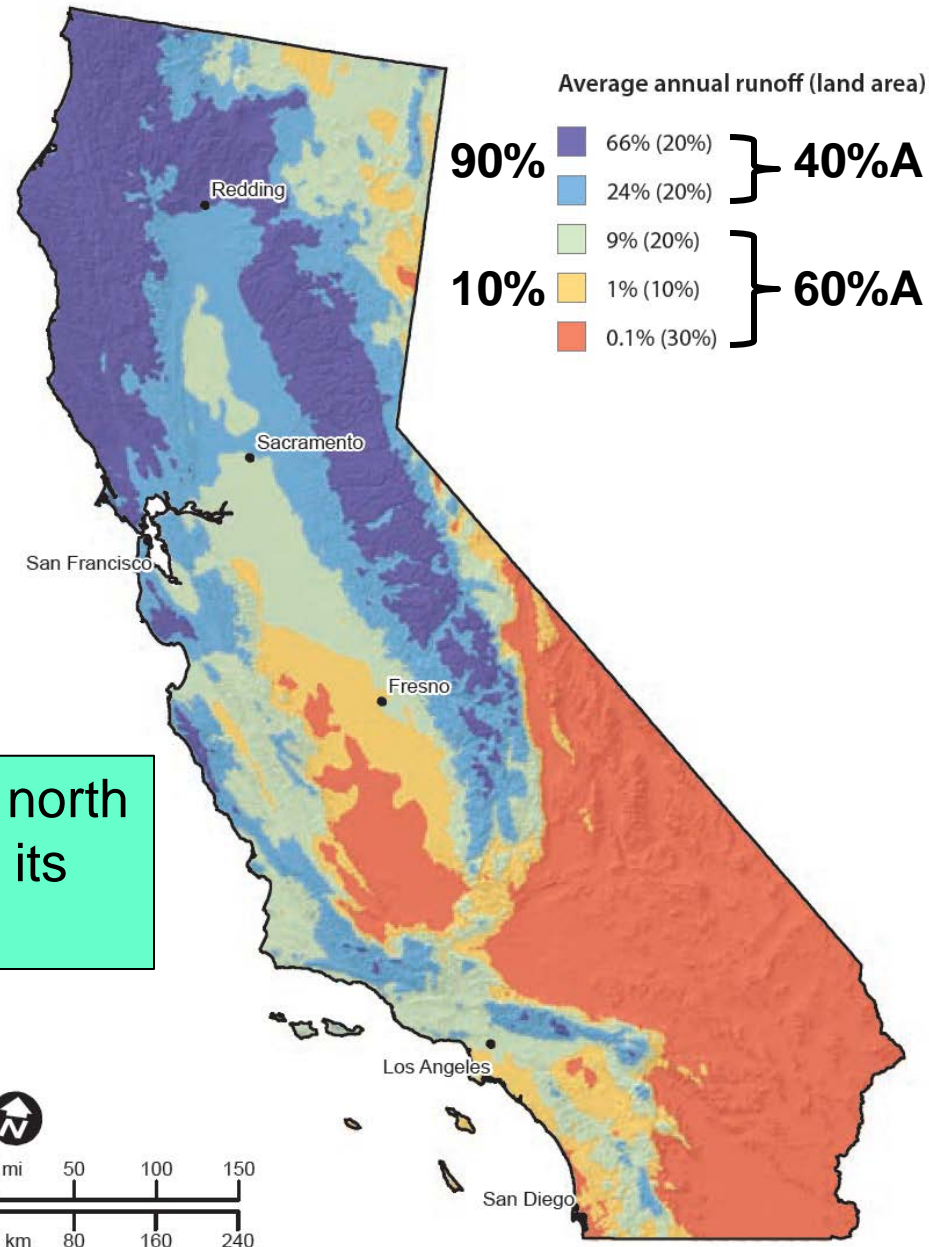 Average annual runoff (land area)
90%
66% (20%)
40%A
24% (20%)
9% (20%)
10%
1% (10%)
60%A
0.1% (30%)
Redding
Sacramento
San Francisco
Fresno
north
its
Los Angeles
N
mi 50 100 150
San Diego
km 80 160 240